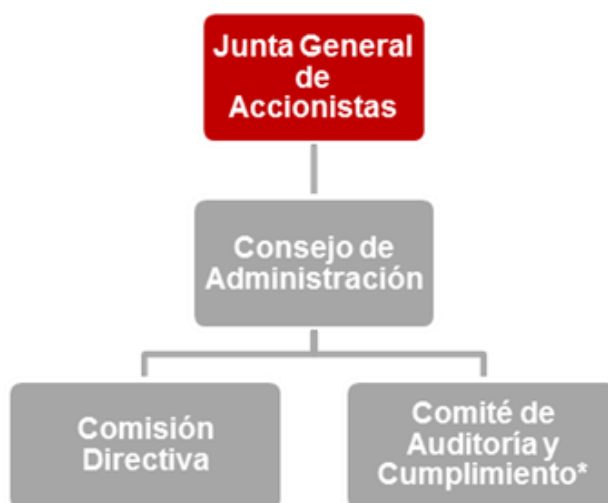 Junta General
de
Accionistas
Consejo de
Administración
Comisión
Directiva
Comité de
Auditoría y
Cumplimiento*